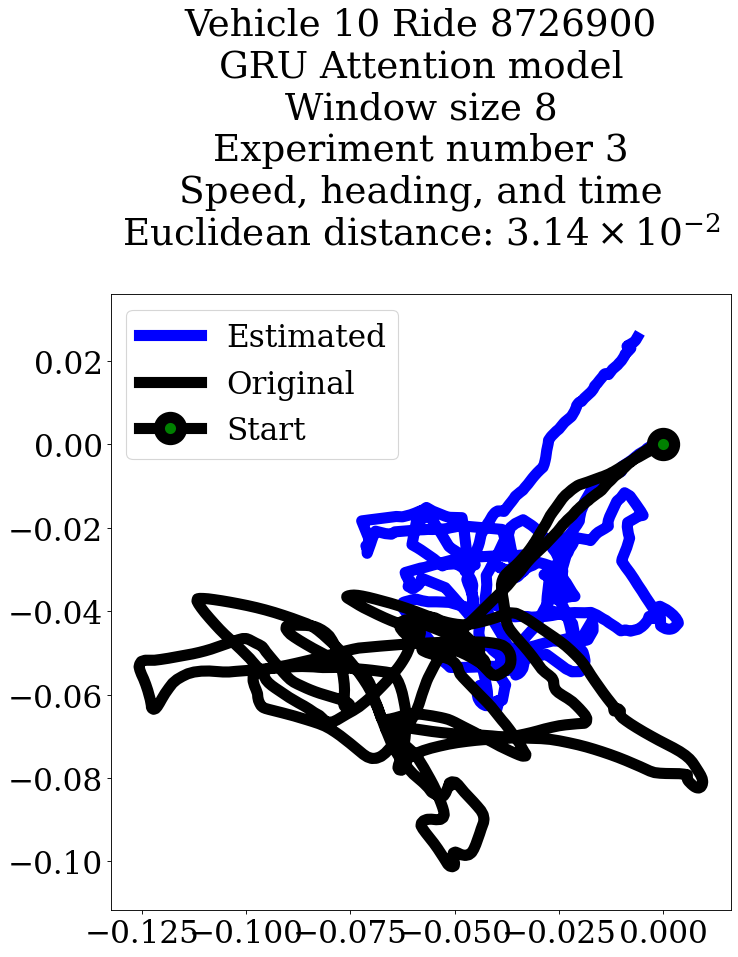 Vehicle 10 Ride 8726900
GRU Attention model
Window size 8
Experiment number 3
Speed, heading, and time
Euclidean distance: 3.14 × 10⁻²
Estimated
Original
Start
0.02
0.00
−0.02
−0.04
−0.06
−0.08
−0.10
−0.125 −0.100 −0.075 −0.050 −0.025 0.000